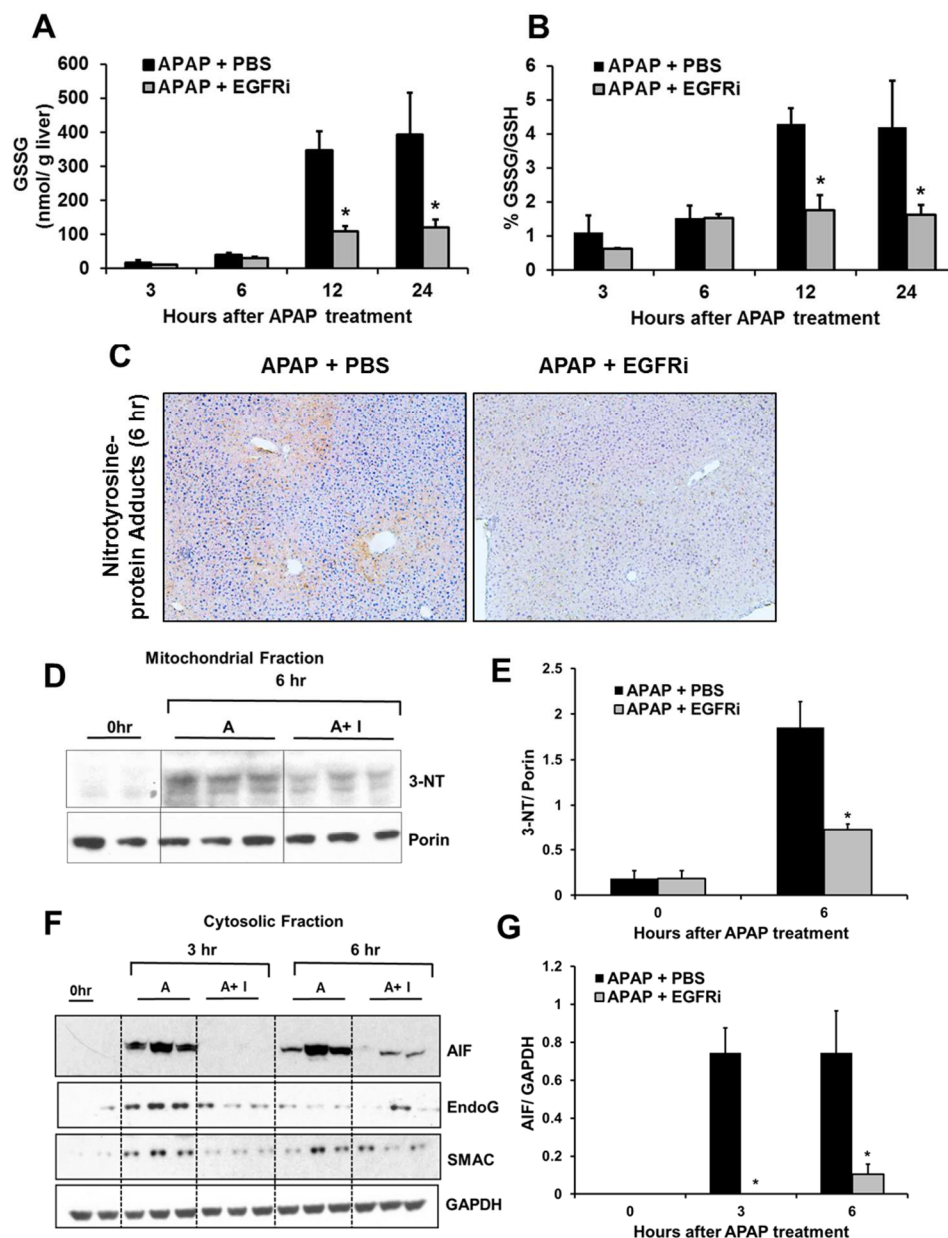 A
APAP + PBS
APAP + EGFRi
GSSG
(nmol/ g liver)
600
500
400
300
200
100
0
3 6 12 24
Hours after APAP treatment
B
APAP + PBS
APAP + EGFRi
% GSSG/GSH
6
5
4
3
2
1
0
* *
* *
3 6 12 24
Hours after APAP treatment
C
APAP + PBS APAP + EGFRi
Nitrotyrosine-
protein Adducts (6 hr)
D
Mitochondrial Fraction
6 hr
0hr A A+ I
3-NT
Porin
E
APAP + PBS
APAP + EGFRi
3-NT/ Porin
2.5
2
1.5
1
0.5
0
*
0 6
Hours after APAP treatment
F
Cytosolic Fraction
3 hr 6 hr
0hr A A+ I A A+ I
AIF
EndoG
SMAC
GAPDH
G
APAP + PBS
APAP + EGFRi
AIF/ GAPDH
1.2
1
0.8
0.6
0.4
0.2
0
* *
0 3 6
Hours after APAP treatment